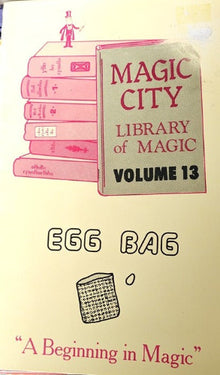 MAGIC
CITY
LIBRARY
of MAGIC
VOLUME 13
EGG BAG
"A Beginning in Magic"